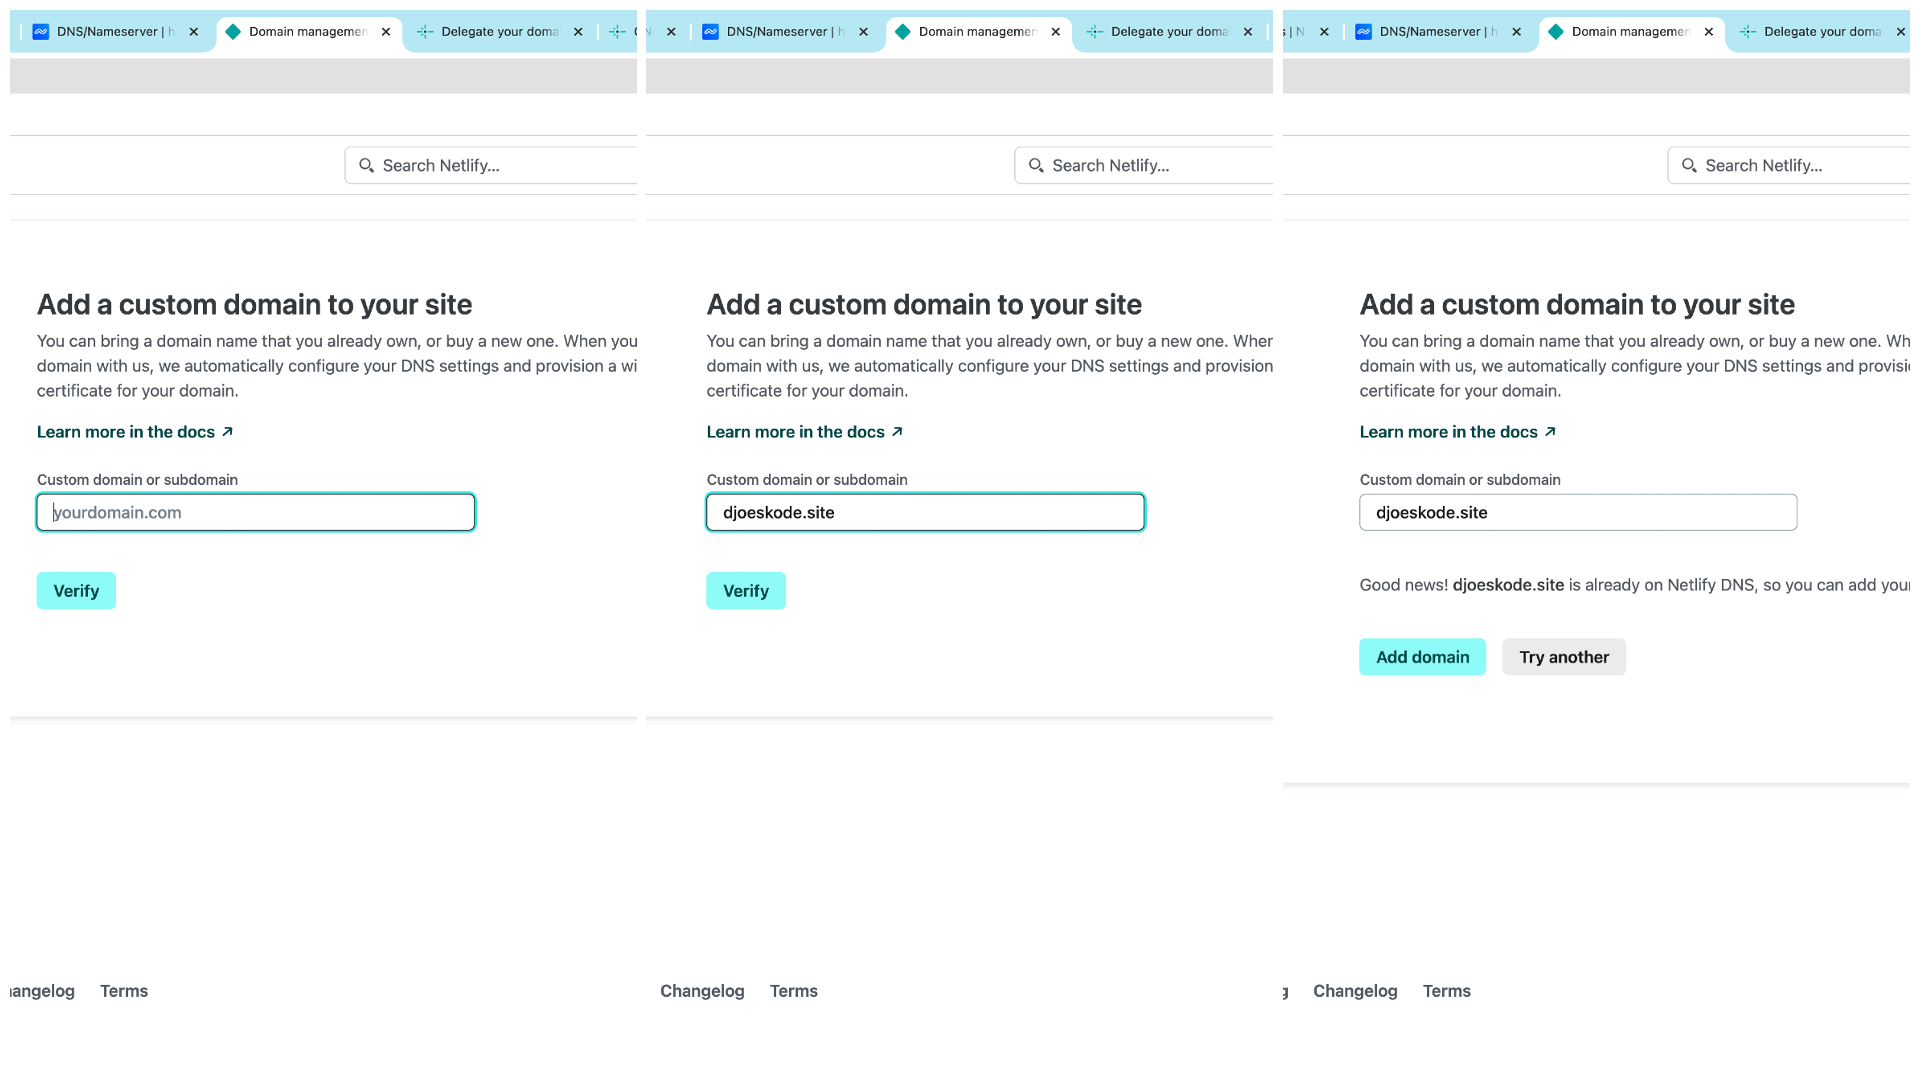 DNS/Nameserver | h
Domain managemen
Delegate your doma
Search Netlify...
Add a custom domain to your site
You can bring a domain name that you already own, or buy a new one. When you
domain with us, we automatically configure your DNS settings and provision a wi
certificate for your domain.
Learn more in the docs
Custom domain or subdomain
yourdomain.com
Verify
angelog Terms
DNS/Nameserver | h
Domain managemen
Delegate your doma
Search Netlify...
Add a custom domain to your site
You can bring a domain name that you already own, or buy a new one. When
domain with us, we automatically configure your DNS settings and provision
certificate for your domain.
Learn more in the docs
Custom domain or subdomain
djoeskode.site
Verify
Changelog Terms
s | N
DNS/Nameserver | h
Domain managemen
Delegate your doma
Search Netlify...
Add a custom domain to your site
You can bring a domain name that you already own, or buy a new one. Wh
domain with us, we automatically configure your DNS settings and provisi
certificate for your domain.
Learn more in the docs
Custom domain or subdomain
djoeskode.site
Good news! djoeskode.site is already on Netlify DNS, so you can add you
Add domain Try another
g Changelog Terms